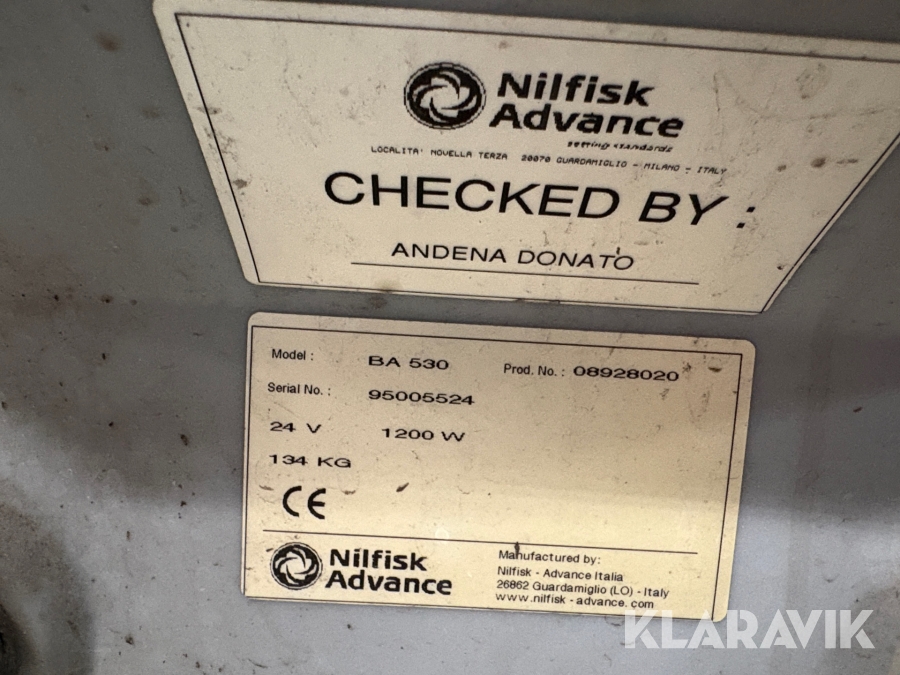 Nilfisk
Advance
setting standards
LOCALITA' NOVELLA TERZA 20070 GUARDAMIGLIO - MILANO - ITALY
CHECKED BY :
ANDENA DONATO
Model : BA 530 Prod. No. : 08928020
Serial No. : 95005524
24 V 1200 W
134 KG
CE
Nilfisk
Advance
Manufactured by:
Nilfisk - Advance Italia
26862 Guardamiglio (LO) - Italy
www.nilfisk - advance. com
KLARAVIK